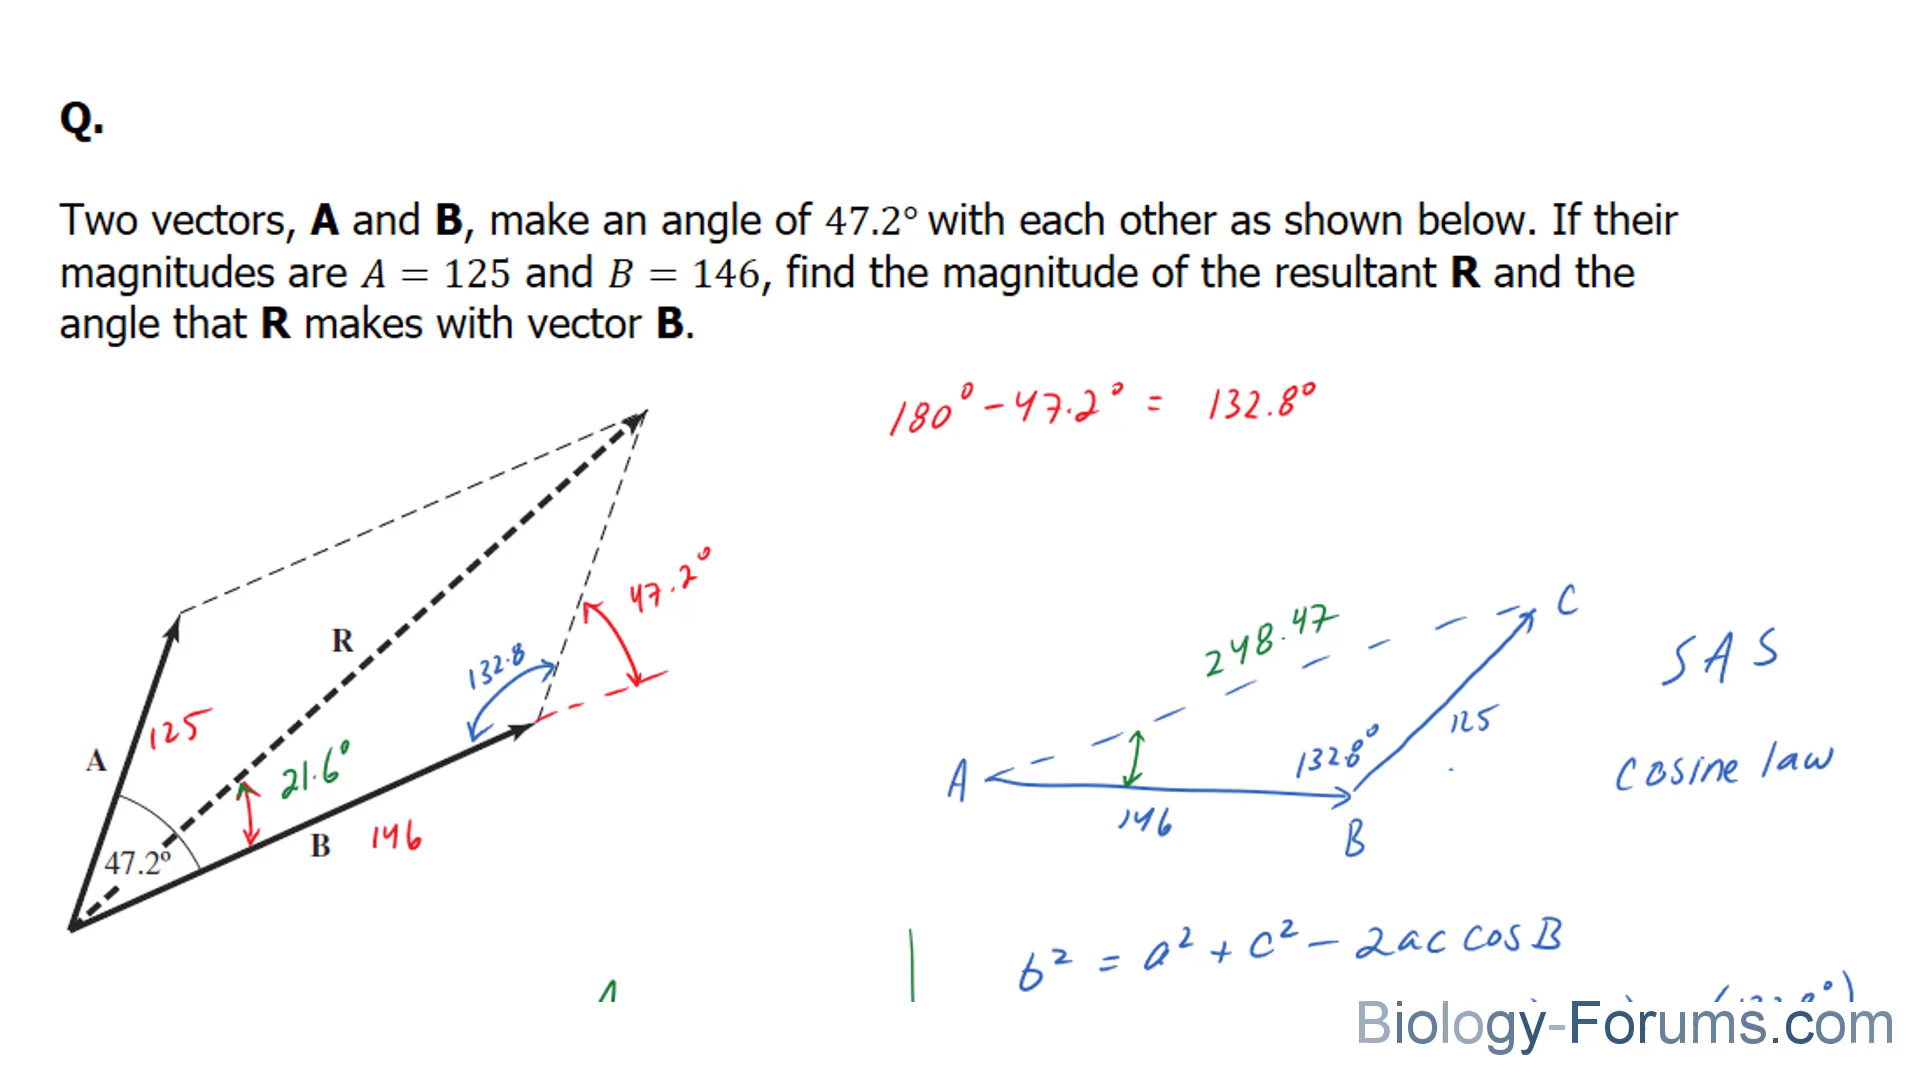 Q.
Two vectors, A and B, make an angle of 47.2° with each other as shown below. If their
magnitudes are A = 125 and B = 146, find the magnitude of the resultant R and the
angle that R makes with vector B.
180° - 47.2° = 132.8°
47.2°
R
132.8
125
A
21.6°
47.2°
B 146
248.47
C
SAS
125
132.8°
A
cosine law
146
B
b² = a² + c² - 2ac cos B
Biology-Forums.com